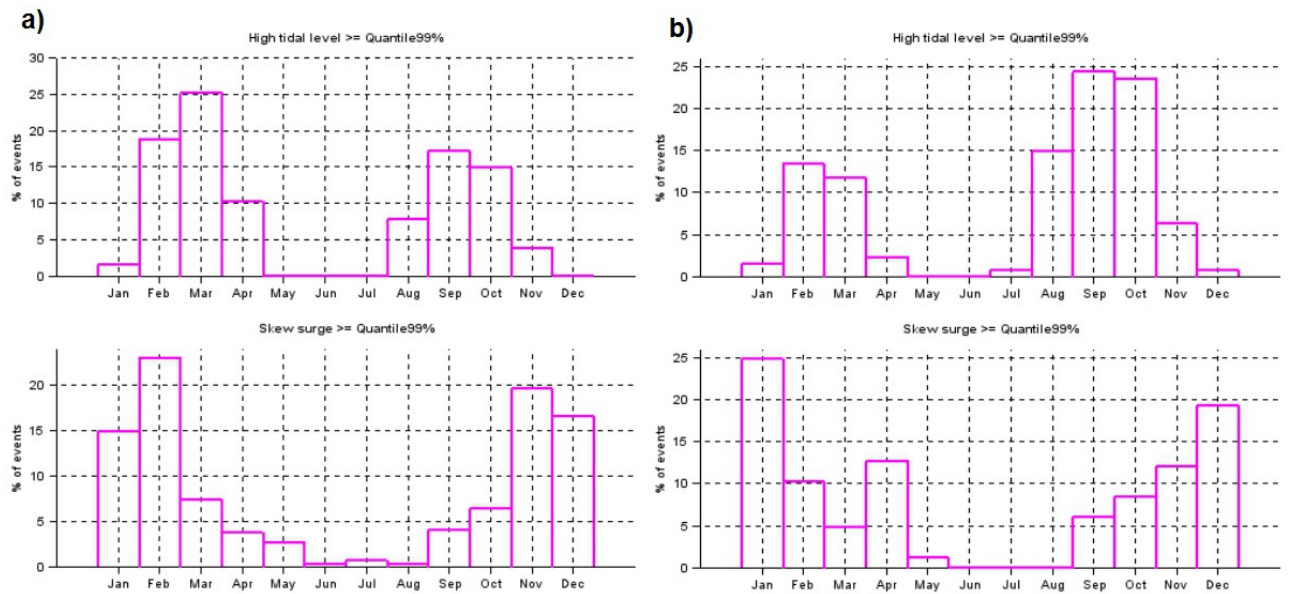 a)
High tidal level >= Quantile99%
% of events
30
25
20
15
10
5
0
Jan Feb Mar Apr May Jun Jul Aug Sep Oct Nov Dec
Skew surge >= Quantile99%
% of events
20
15
10
5
0
Jan Feb Mar Apr May Jun Jul Aug Sep Oct Nov Dec
b)
High tidal level >= Quantile99%
% of events
25
20
15
10
5
0
Jan Feb Mar Apr May Jun Jul Aug Sep Oct Nov Dec
Skew surge >= Quantile99%
% of events
25
20
15
10
5
0
Jan Feb Mar Apr May Jun Jul Aug Sep Oct Nov Dec